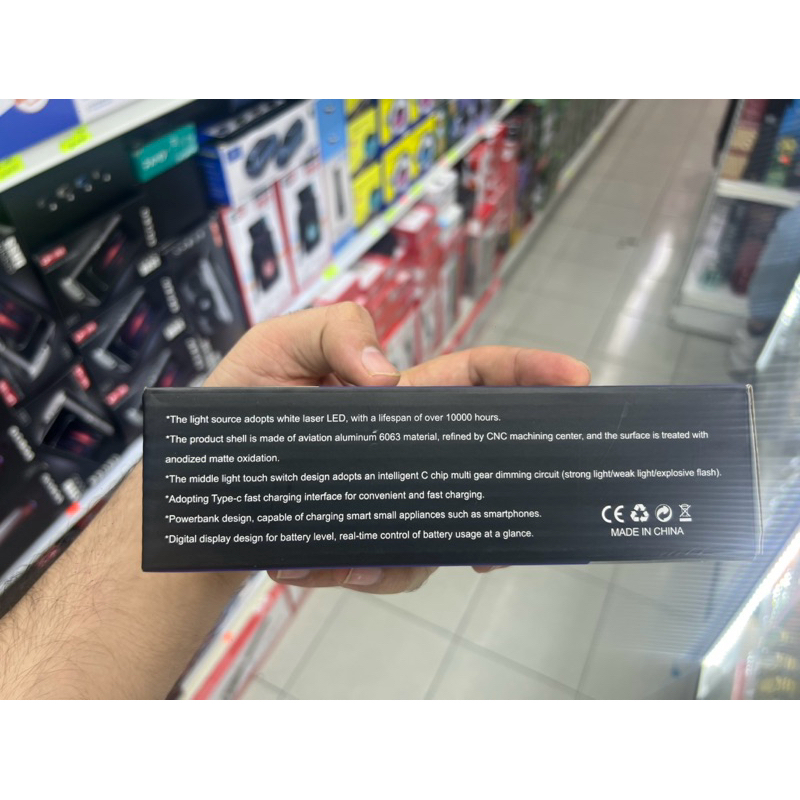 *The light source adopts white laser LED, with a lifespan of over 10000 hours.
*The product shell is made of aviation aluminum 6063 material, refined by CNC machining center, and the surface is treated with
anodized matte oxidation.
*The middle light touch switch design adopts an intelligent C chip multi gear dimming circuit (strong light/weak light/explosive flash).
*Adopting Type-c fast charging interface for convenient and fast charging.
*Powerbank design, capable of charging smart small appliances such as smartphones.
*Digital display design for battery level, real-time control of battery usage at a glance.
CE
MADE IN CHINA